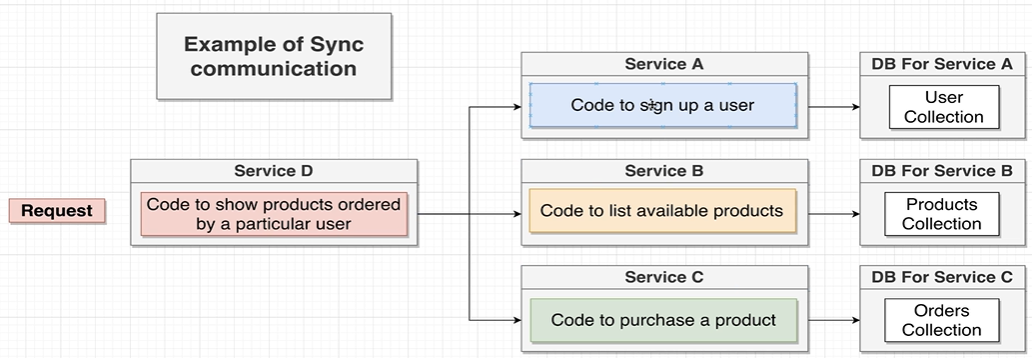 Example of Sync
communication
Service A
Code to sign up a user
DB For Service A
User
Collection
Service D
Code to show products ordered
by a particular user
Request
Service B
Code to list available products
DB For Service B
Products
Collection
Service C
Code to purchase a product
DB For Service C
Orders
Collection